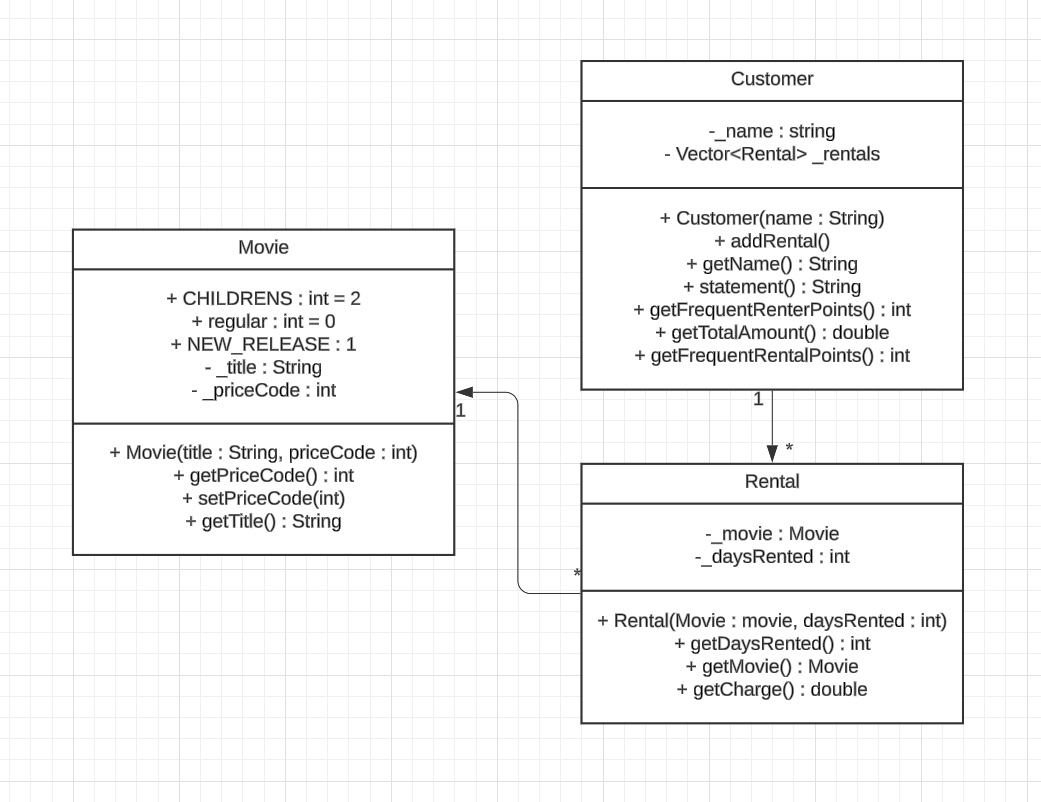 Customer
-_name : string
- Vector<Rental> _rentals
+ Customer(name : String)
+ addRental()
+ getName() : String
+ statement() : String
+ getFrequentRenterPoints() : int
+ getTotalAmount() : double
+ getFrequentRentalPoints() : int
Movie
+ CHILDRENS : int = 2
+ regular : int = 0
+ NEW_RELEASE : 1
- _title : String
- _priceCode : int
+ Movie(title : String, priceCode : int)
+ getPriceCode() : int
+ setPriceCode(int)
+ getTitle() : String
1
1
*
*
Rental
-_movie : Movie
-_daysRented : int
+ Rental(Movie : movie, daysRented : int)
+ getDaysRented() : int
+ getMovie() : Movie
+ getCharge() : double